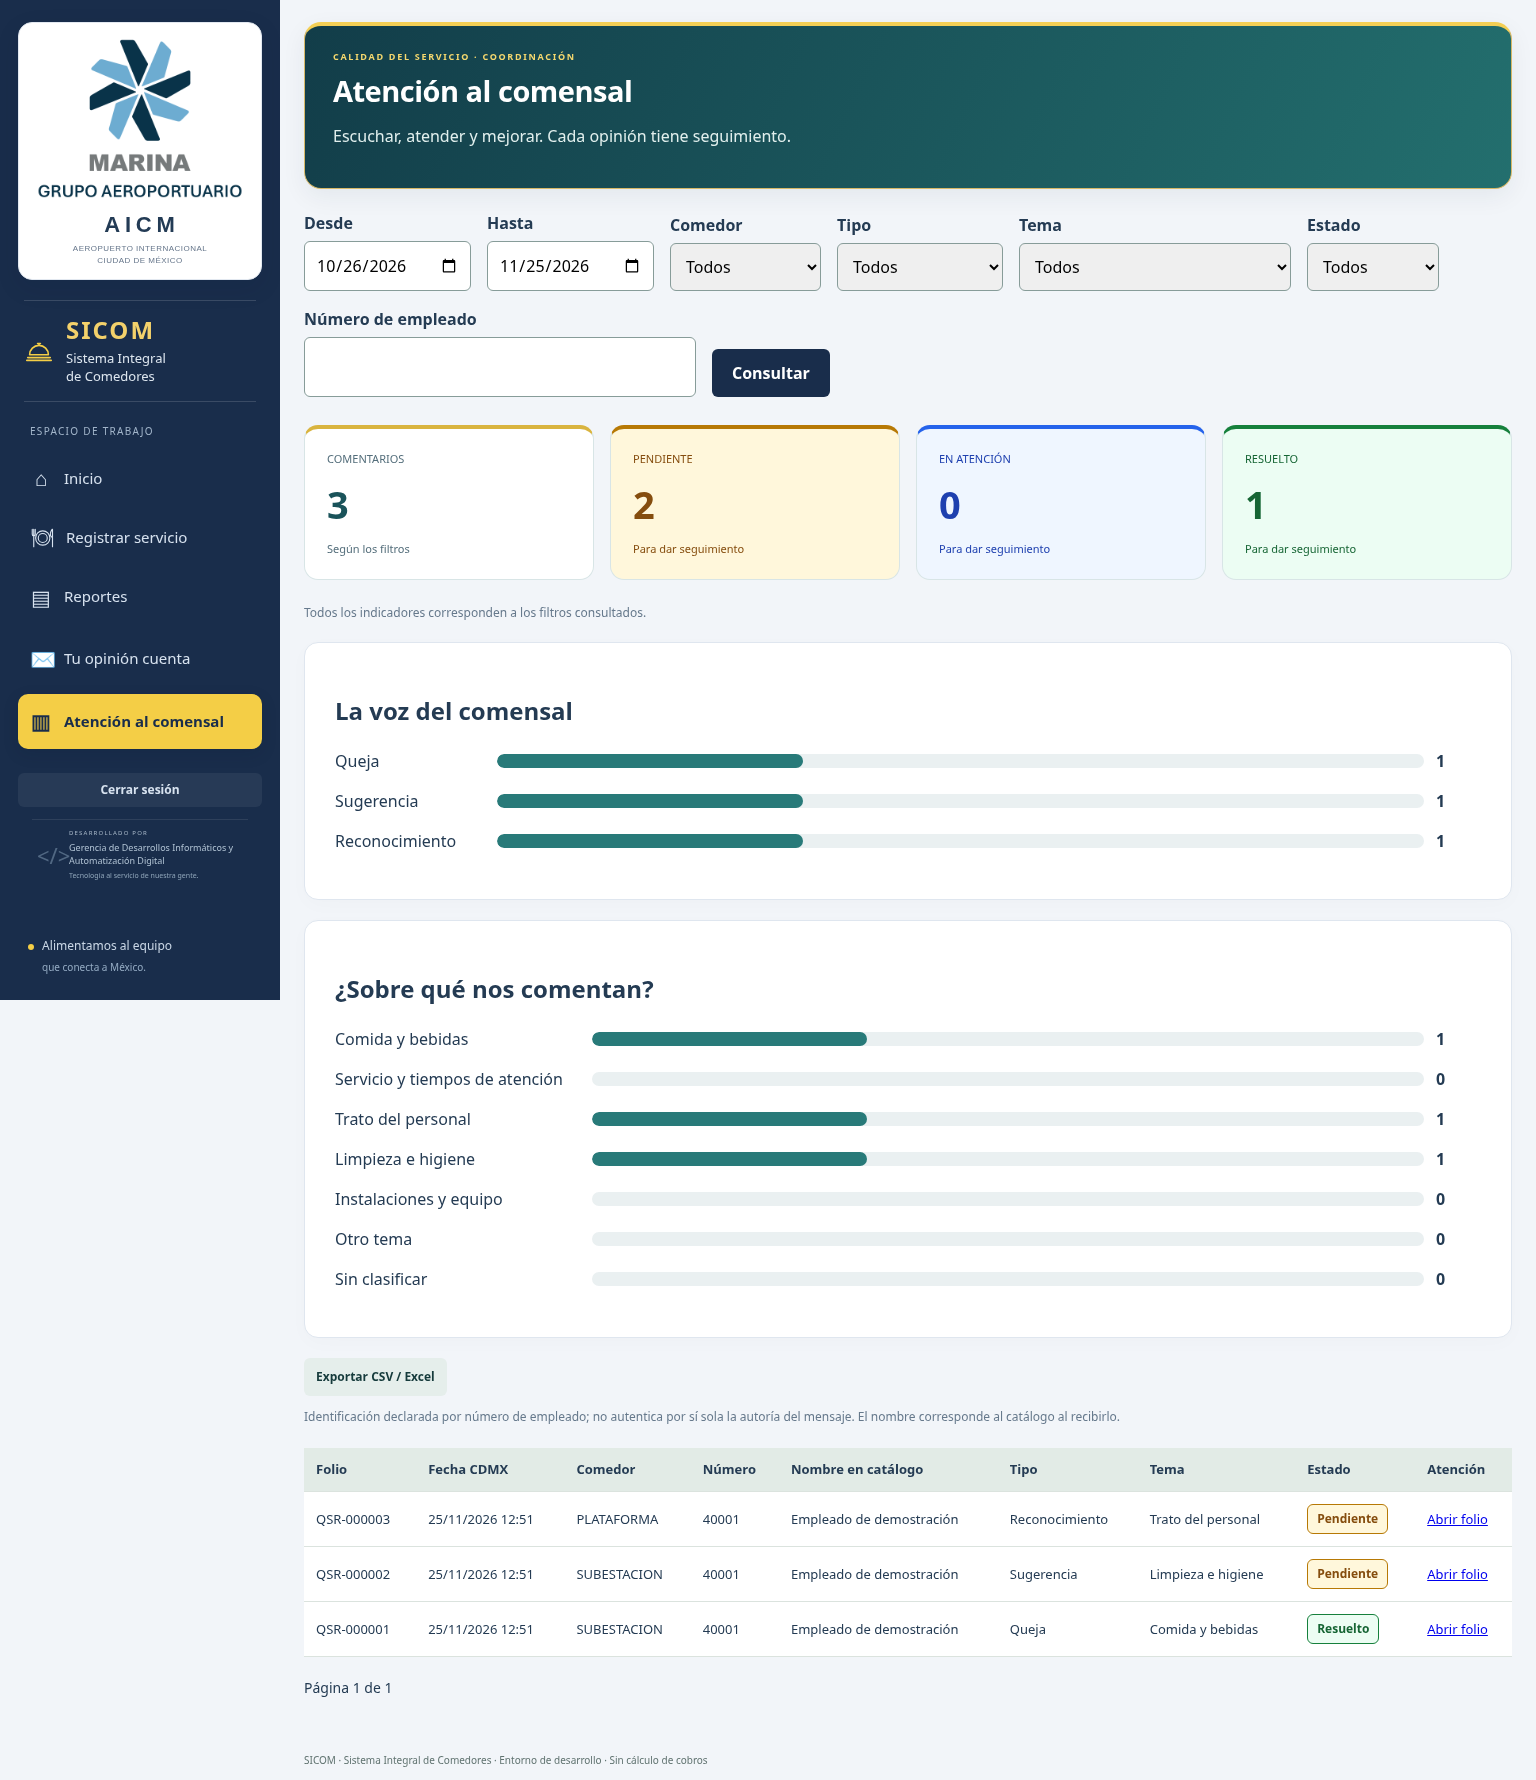 MARINA
GRUPO AEROPORTUARIO
AICM
AEROPUERTO INTERNACIONAL
CIUDAD DE MÉXICO
SICOM
Sistema Integral
de Comedores
ESPACIO DE TRABAJO
Inicio
Registrar servicio
Reportes
Tu opinión cuenta
Atención al comensal
Cerrar sesión
DESARROLLADO POR
</> Gerencia de Desarrollos Informáticos y
Automatización Digital
Tecnología al servicio de nuestra gente.
Alimentamos al equipo
que conecta a México.
CALIDAD DEL SERVICIO · COORDINACIÓN
Atención al comensal
Escuchar, atender y mejorar. Cada opinión tiene seguimiento.
Desde Hasta Comedor Tipo Tema Estado
10/26/2026 11/25/2026 Todos Todos Todos Todos
Número de empleado
Consultar
COMENTARIOS PENDIENTE EN ATENCIÓN RESUELTO
3 2 0 1
Según los filtros Para dar seguimiento Para dar seguimiento Para dar seguimiento
Todos los indicadores corresponden a los filtros consultados.
La voz del comensal
Queja 1
Sugerencia 1
Reconocimiento 1
¿Sobre qué nos comentan?
Comida y bebidas 1
Servicio y tiempos de atención 0
Trato del personal 1
Limpieza e higiene 1
Instalaciones y equipo 0
Otro tema 0
Sin clasificar 0
Exportar CSV / Excel
Identificación declarada por número de empleado; no autentica por sí sola la autoría del mensaje. El nombre corresponde al catálogo al recibirlo.
Folio Fecha CDMX Comedor Número Nombre en catálogo Tipo Tema Estado Atención
QSR-000003 25/11/2026 12:51 PLATAFORMA 40001 Empleado de demostración Reconocimiento Trato del personal Pendiente Abrir folio
QSR-000002 25/11/2026 12:51 SUBESTACION 40001 Empleado de demostración Sugerencia Limpieza e higiene Pendiente Abrir folio
QSR-000001 25/11/2026 12:51 SUBESTACION 40001 Empleado de demostración Queja Comida y bebidas Resuelto Abrir folio
Página 1 de 1
SICOM · Sistema Integral de Comedores · Entorno de desarrollo · Sin cálculo de cobros